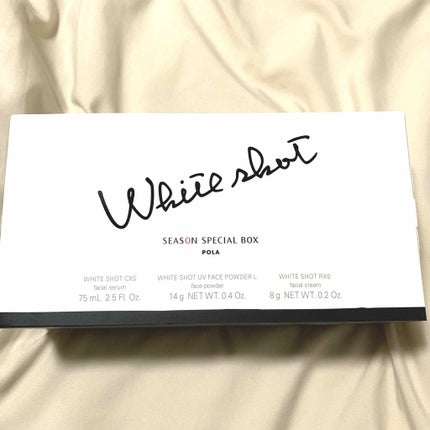 White shot
SEASON SPECIAL BOX
POLA
WHITE SHOT CXS WHITE SHOT UV FACE POWDER L WHITE SHOT RXS
facial serum face powder facial cream
75 mL 2.5 Fl. Oz. 14 g NET WT. 0.4 Oz. 8 g NET WT. 0.2 Oz.